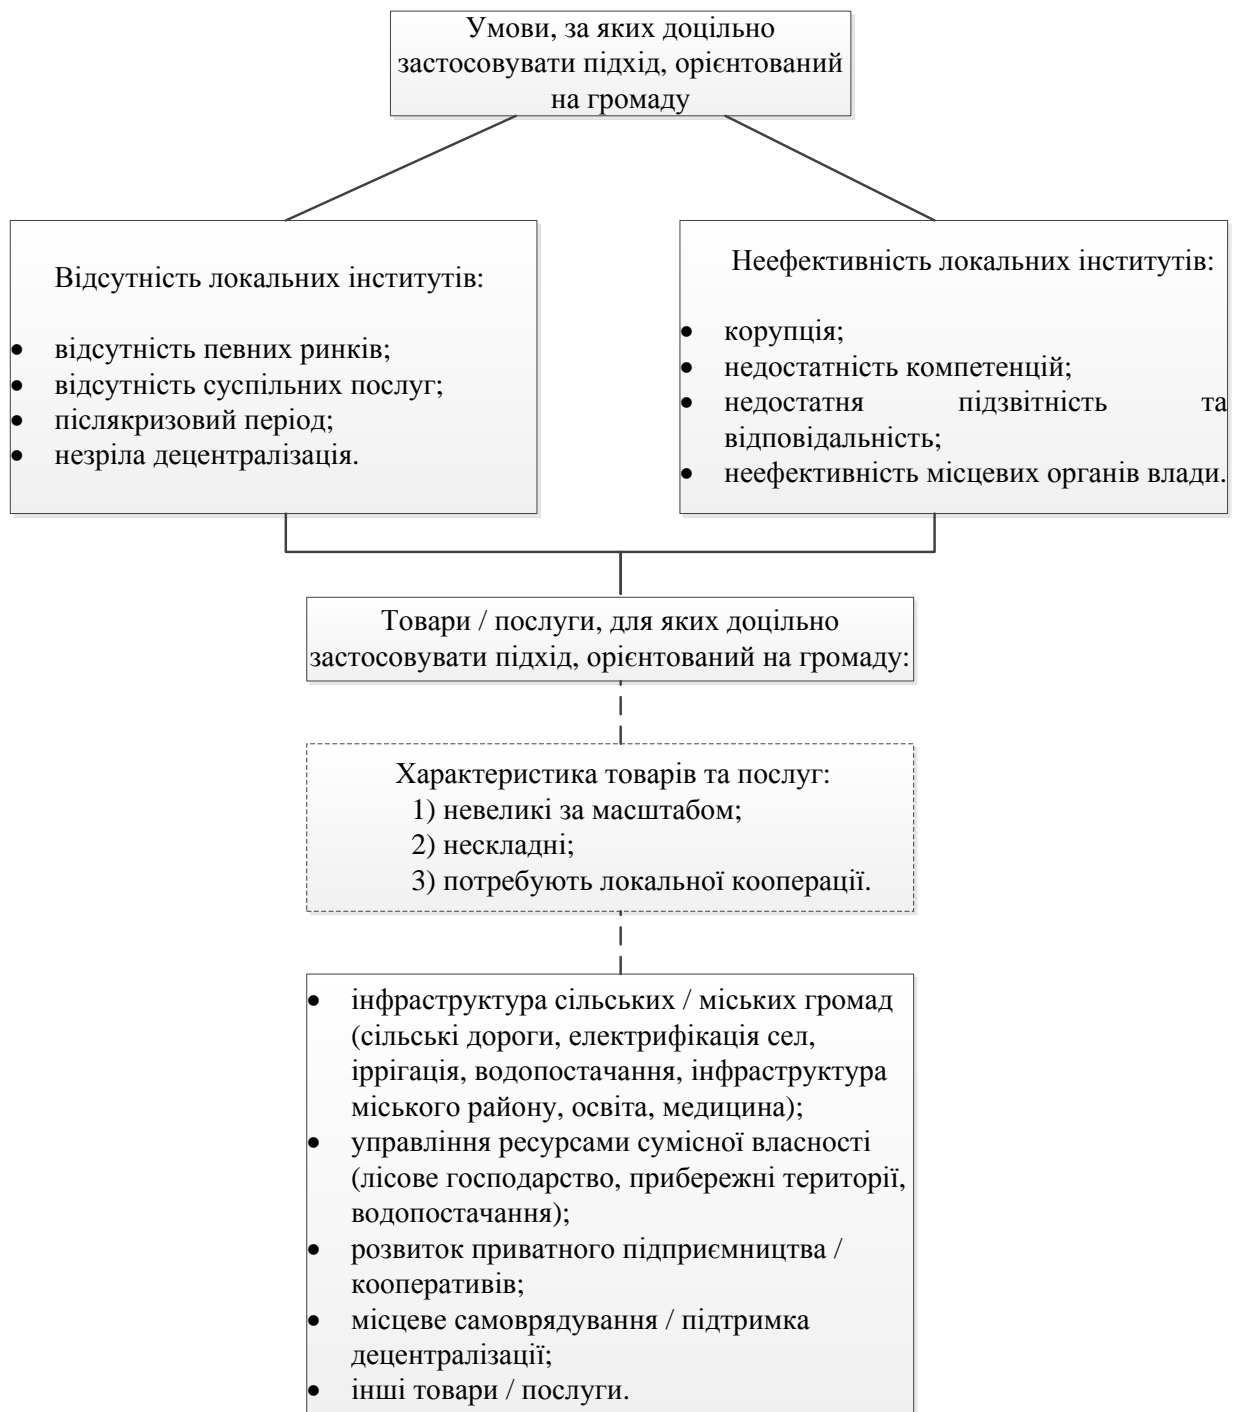 Умови, за яких доцільно
застосовувати підхід, орієнтований
на громаду
Відсутність локальних інститутів:
• відсутність певних ринків;
• відсутність суспільних послуг;
• післякризовий період;
• незріла децентралізація.
Неефективність локальних інститутів:
• корупція;
• недостатність компетенцій;
• недостатня підзвітність та
відповідальність;
• неефективність місцевих органів влади.
Товари / послуги, для яких доцільно
застосовувати підхід, орієнтований на громаду:
Характеристика товарів та послуг:
1) невеликі за масштабом;
2) нескладні;
3) потребують локальної кооперації.
• інфраструктура сільських / міських громад
(сільські дороги, електрифікація сел,
іррігація, водопостачання, інфраструктура
міського району, освіта, медицина);
• управління ресурсами сумісної власності
(лісове господарство, прибережні території,
водопостачання);
• розвиток приватного підприємництва /
кооперативів;
• місцеве самоврядування / підтримка
децентралізації;
• інші товари / послуги.